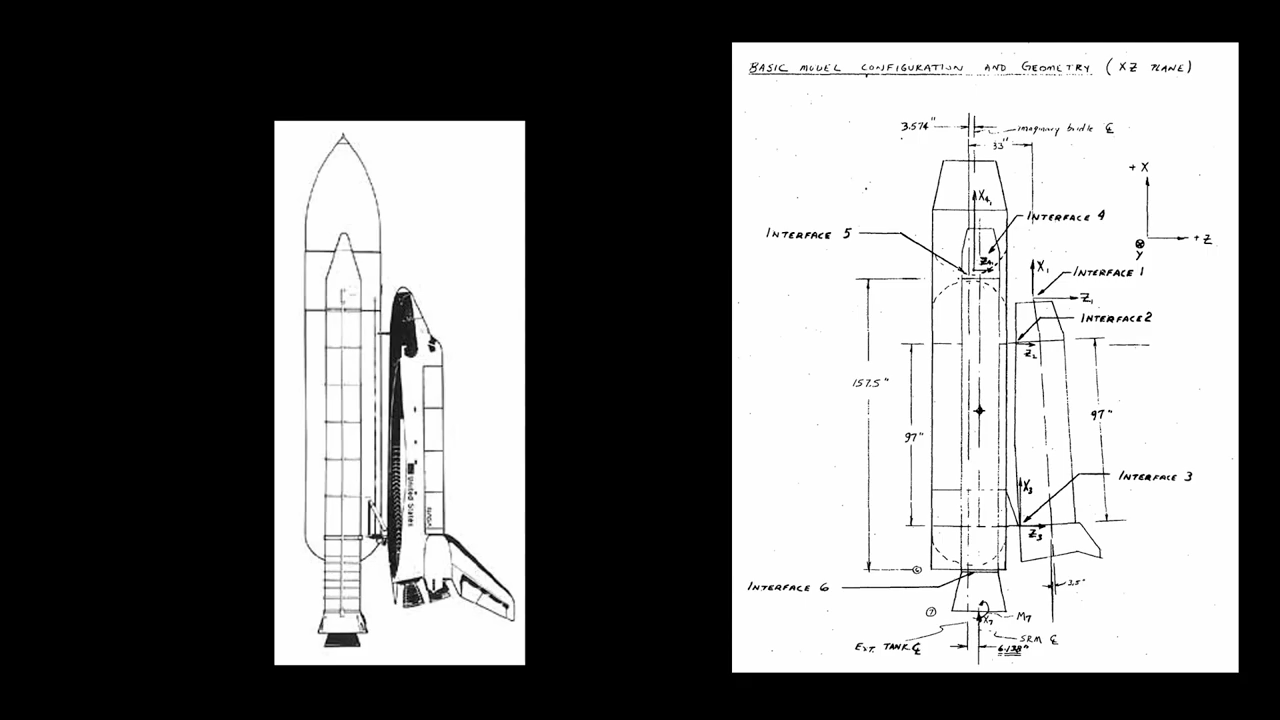 United States
NASA
BASIC MODEL CONFIGURATION AND GEOMETRY (XZ PLANE)
3.574"
imaginary bridle ℄
33"
+X
X4
INTERFACE 4
INTERFACE 5
+Z
Y
Z4
X1
INTERFACE 1
Z1
INTERFACE 2
Z2
157.5"
97"
97"
X3
INTERFACE 3
Z3
6
INTERFACE 6
3.5"
7
M7
X7
SRM ℄
EXT. TANK ℄
6.138"